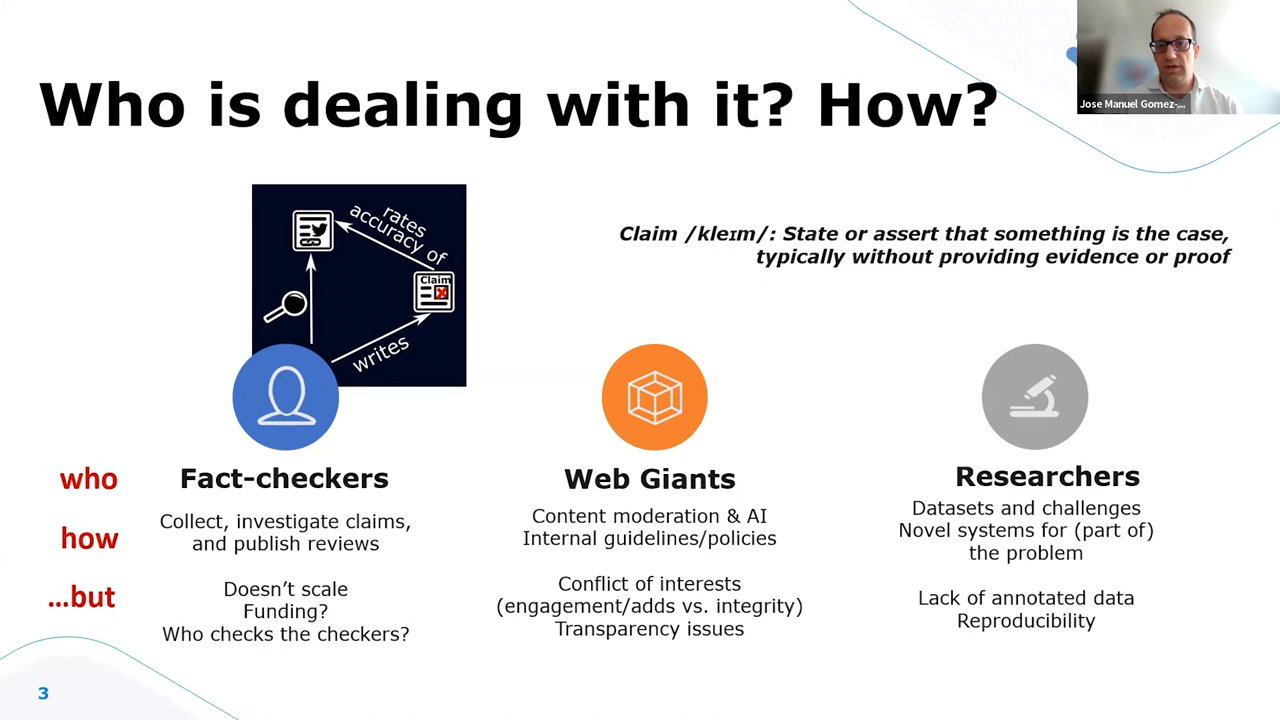 Who is dealing with it? How?
Jose Manuel Gomez-...
rates
accuracy of
Claim
writes
Claim /kleɪm/: State or assert that something is the case,
typically without providing evidence or proof
who
Fact-checkers
Web Giants
Researchers
how
Collect, investigate claims,
and publish reviews
Content moderation & AI
Internal guidelines/policies
Datasets and challenges
Novel systems for (part of)
the problem
...but
Doesn't scale
Funding?
Who checks the checkers?
Conflict of interests
(engagement/adds vs. integrity)
Transparency issues
Lack of annotated data
Reproducibility
3